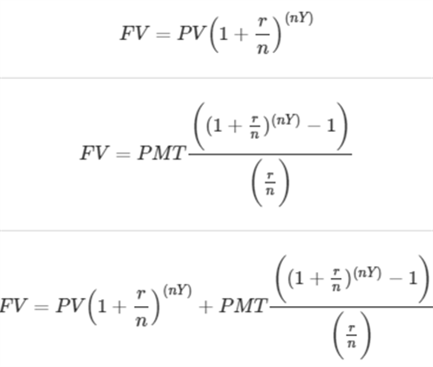 FV = PV(1 + r/n)^(nY)
FV = PMT ((1 + r/n)^(nY) − 1) / (r/n)
FV = PV(1 + r/n)^(nY) + PMT ((1 + r/n)^(nY) − 1) / (r/n)